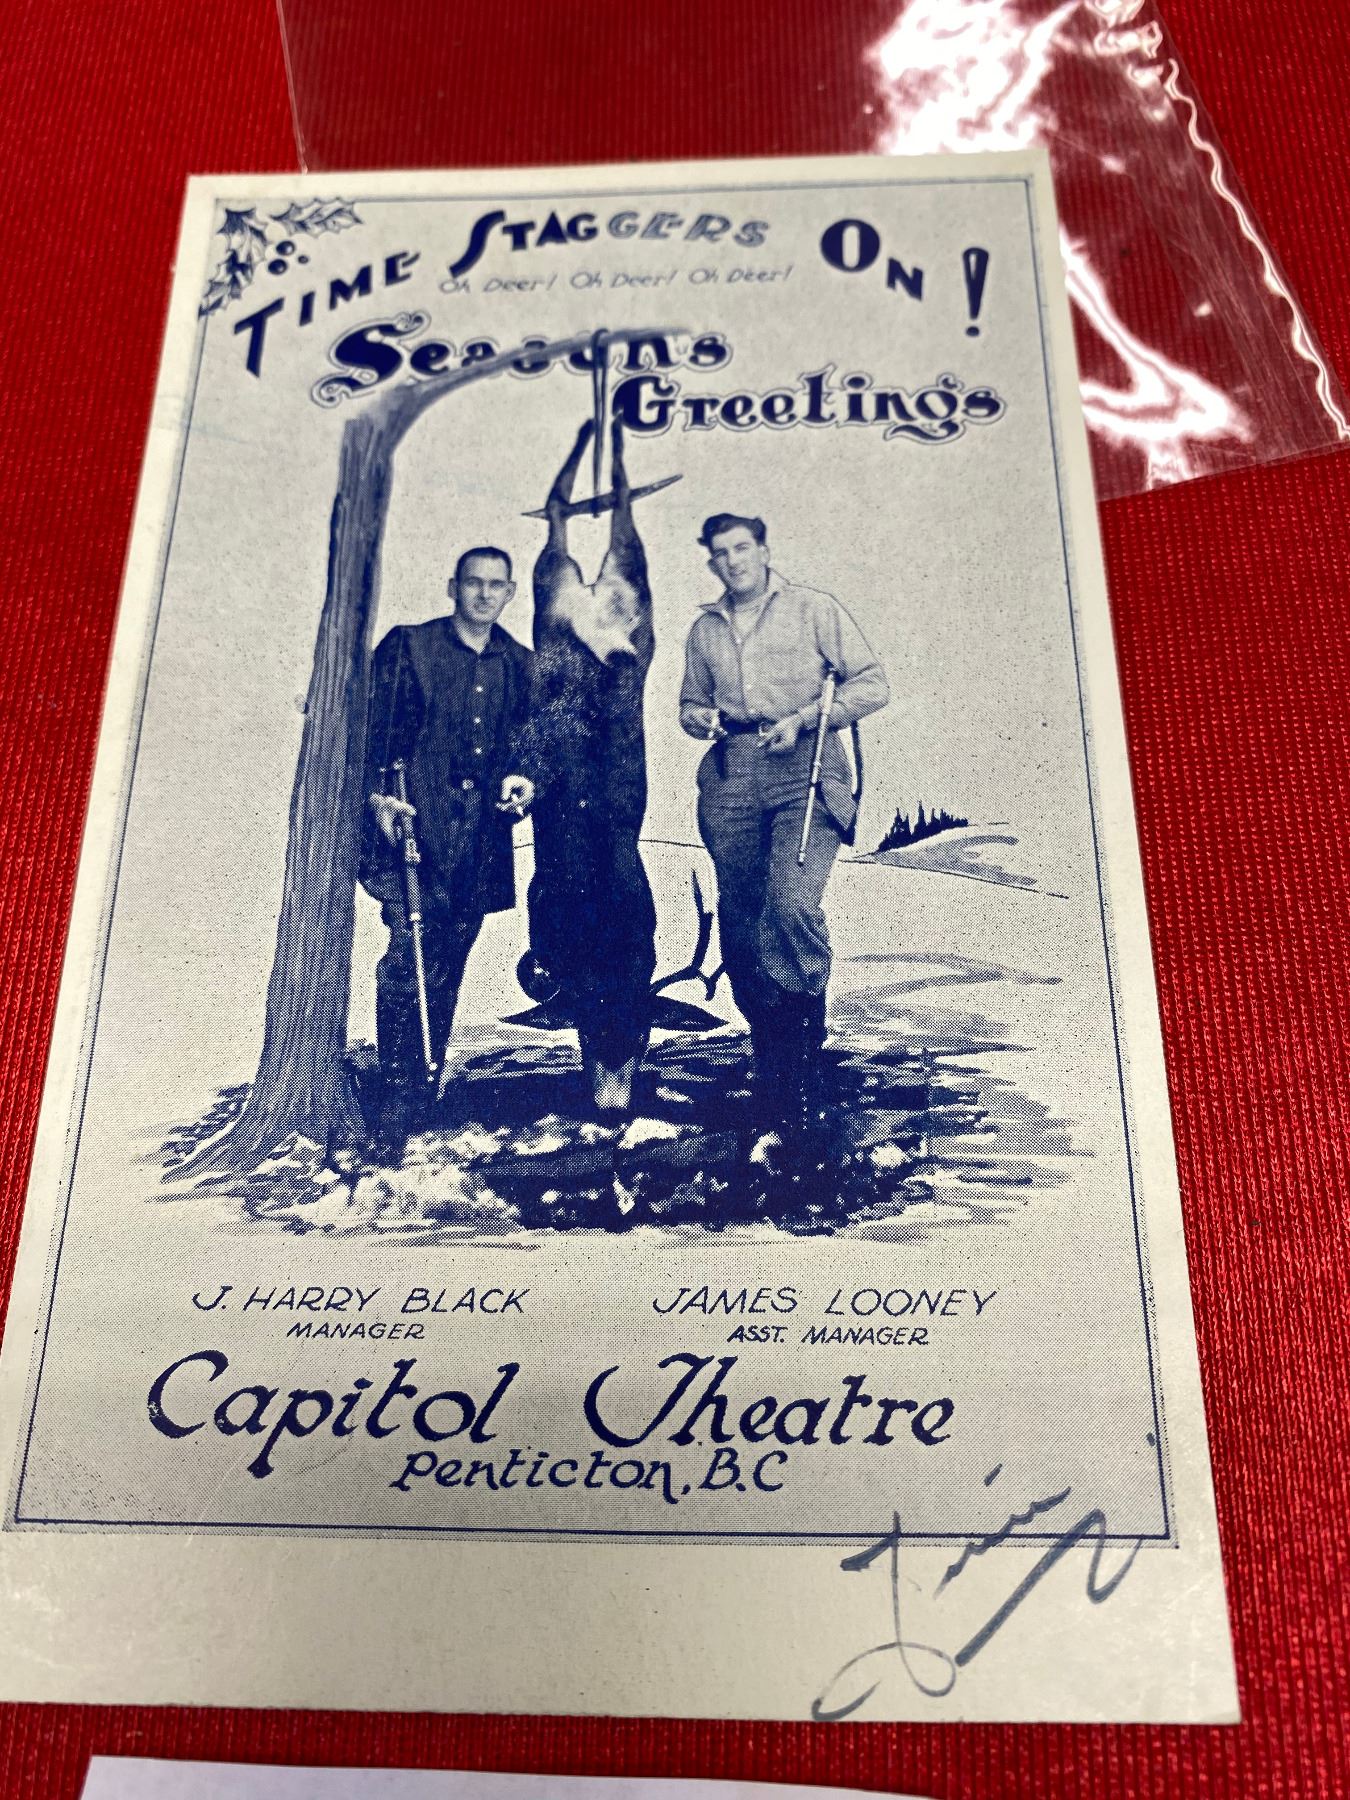 TIME STAGGERS ON!
Oh Deer! Oh Deer! Oh Deer!
Seasons
Greetings
J. HARRY BLACK
MANAGER
JAMES LOONEY
ASST. MANAGER
Capitol Theatre
Penticton, B.C